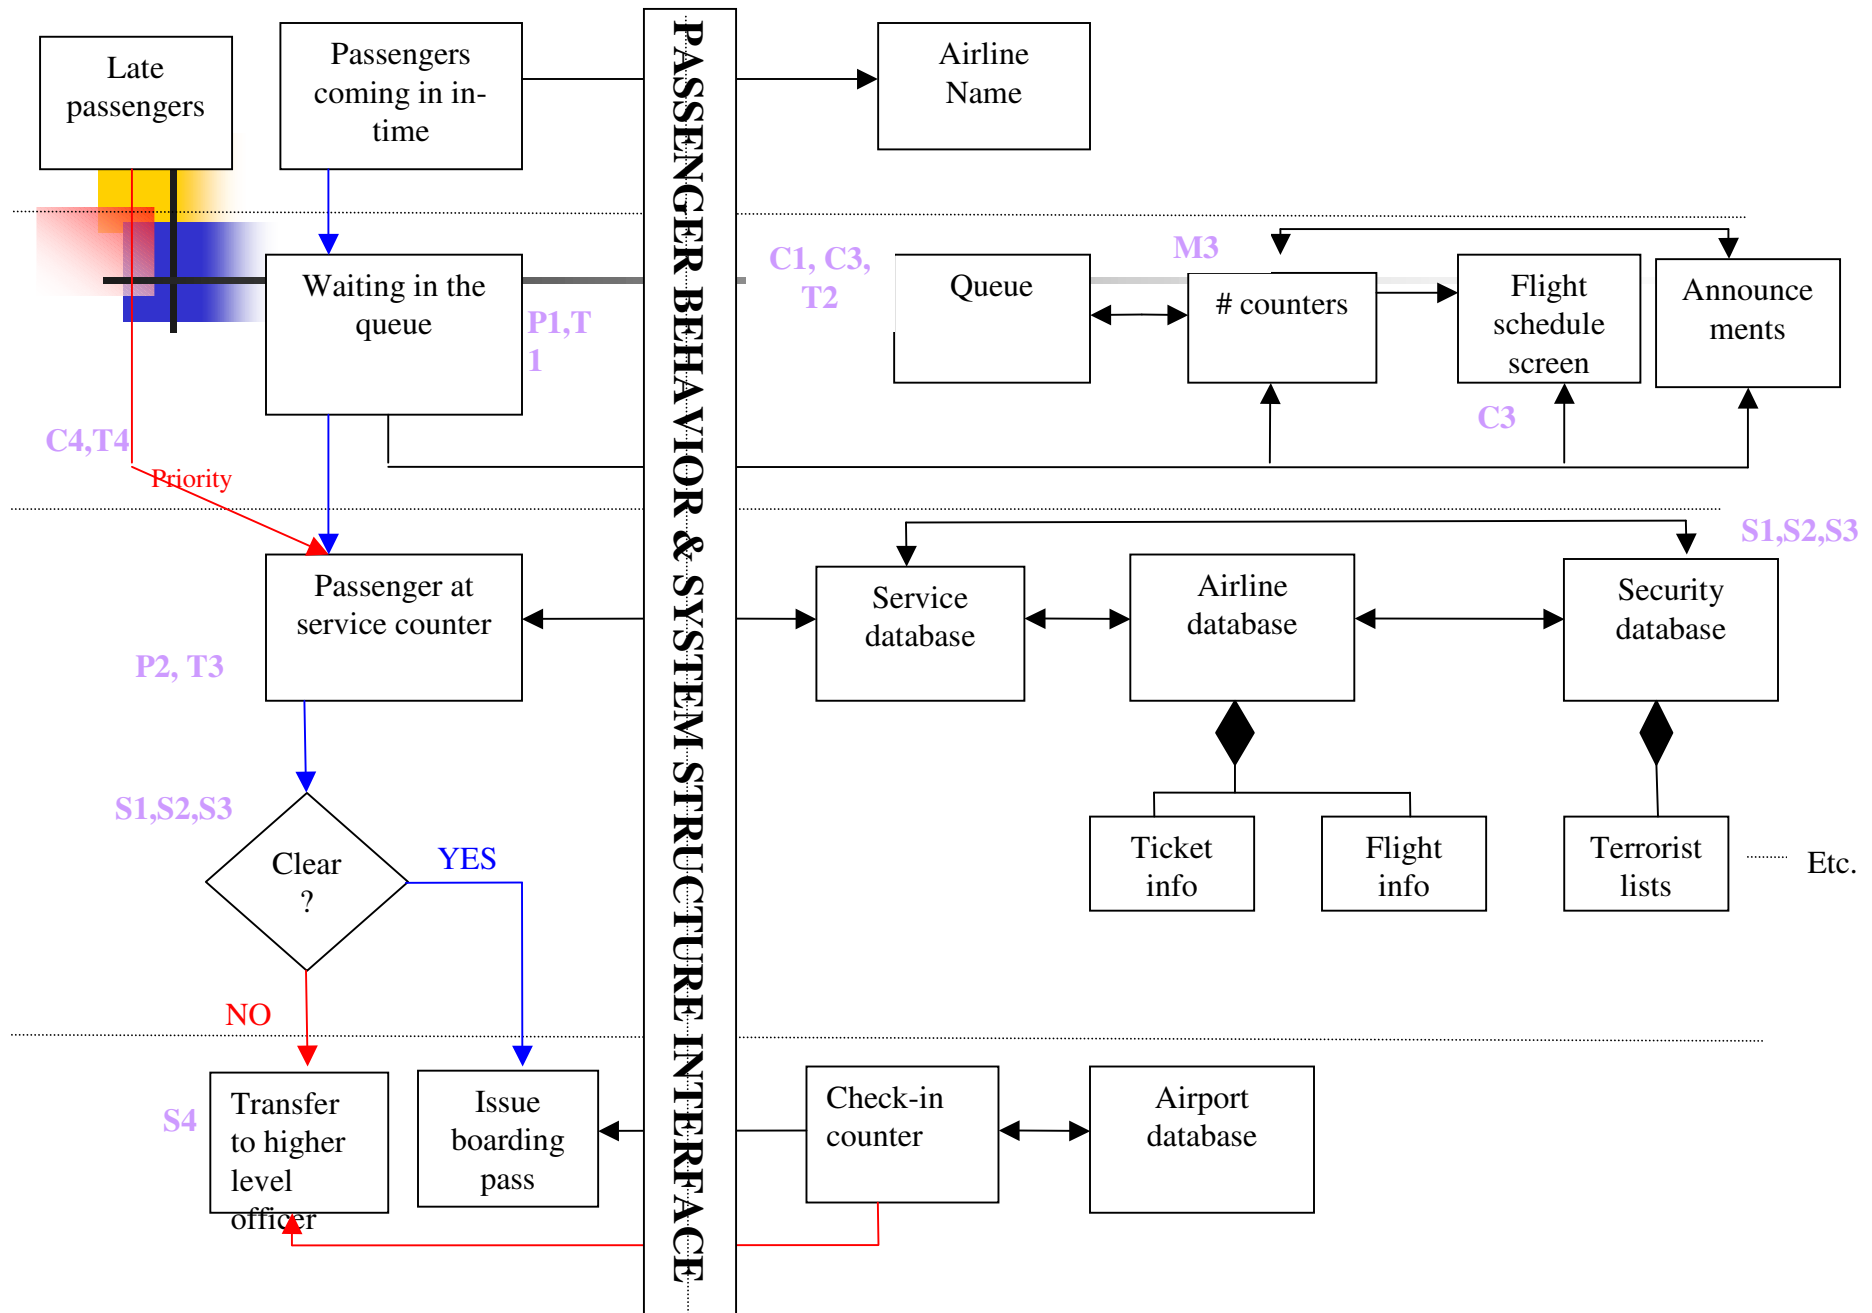 Late
passengers
Passengers
coming in in-
time
Airline
Name
PASSENGER BEHAVIOR & SYSTEM STRUCTURE INTERFACE
Waiting in the
queue
P1,T
1
C1, C3,
T2
Queue
M3
# counters
Flight
schedule
screen
Announce
ments
C3
C4,T4
Priority
Passenger at
service counter
P2, T3
Service
database
Airline
database
Security
database
S1,S2,S3
S1,S2,S3
Clear
?
YES
NO
Ticket
info
Flight
info
Terrorist
lists
Etc.
S4
Transfer
to higher
level
officer
Issue
boarding
pass
Check-in
counter
Airport
database